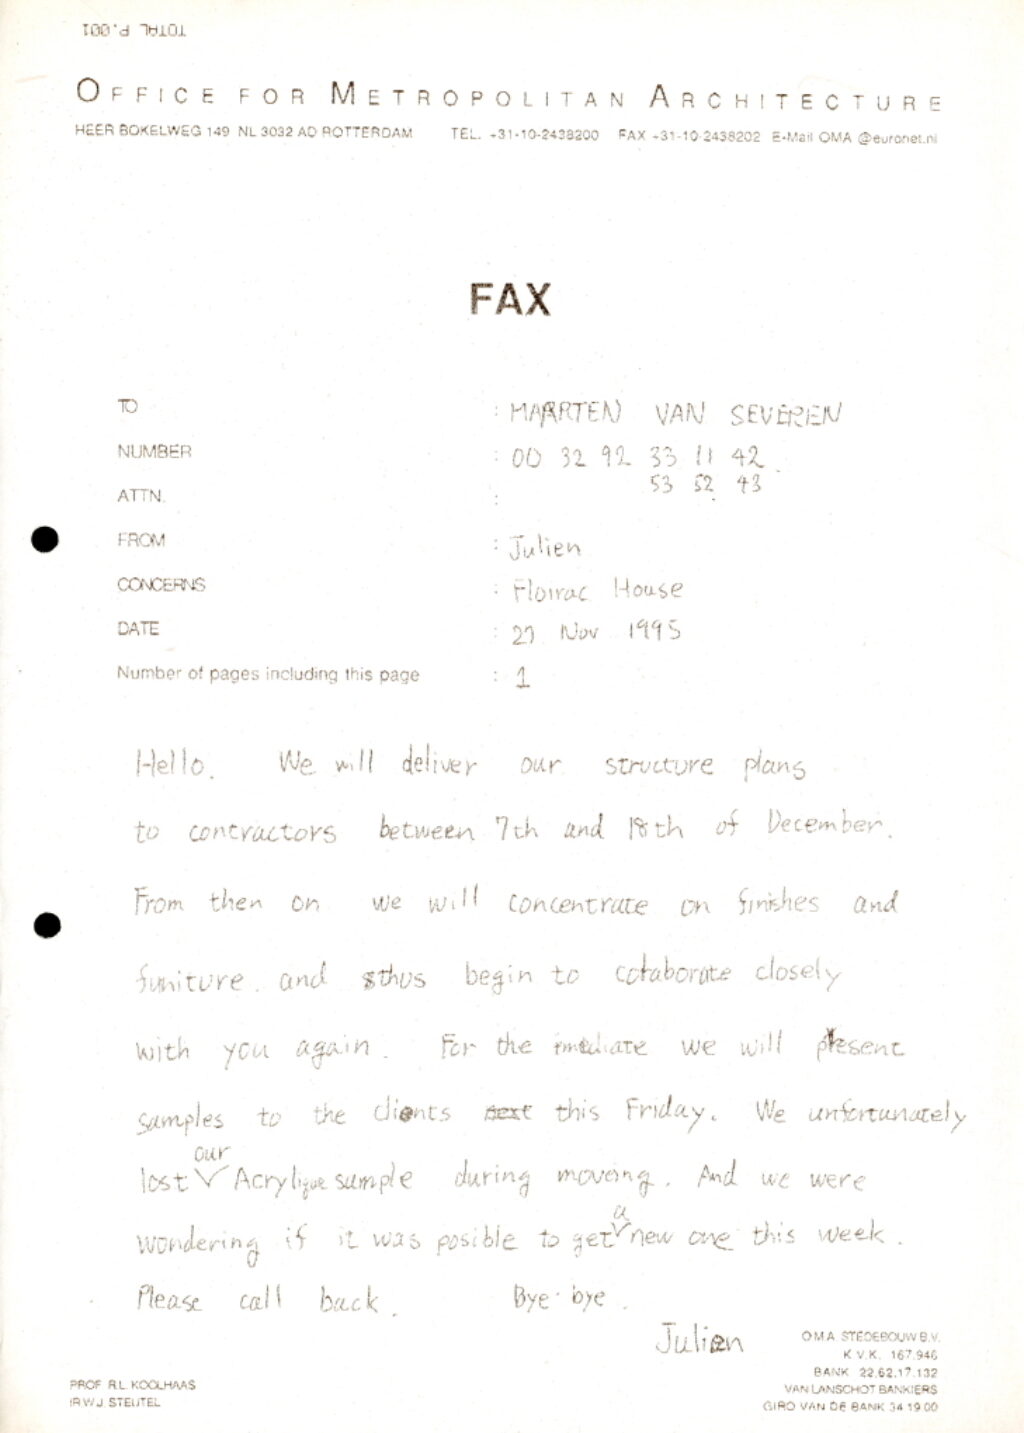 TOTAL P.001
OFFICE FOR METROPOLITAN ARCHITECTURE
HEER BOKELWEG 149 NL 3032 AD ROTTERDAM TEL. +31-10-2438200 FAX +31-10-2438202 E-Mail OMA @euronet.nl
FAX
TO : MAARTEN VAN SEVEREN
NUMBER : 00 32 92 33 11 42
53 52 43
ATTN. :
FROM : Julien
CONCERNS : Floirac House
DATE : 27 Nov 1995
Number of pages including this page : 1
Hello. We will deliver our structure plans
to contractors between 7th and 18th of December.
From then on we will concentrate on finishes and
funiture. and thus begin to colaborate closely
with you again. For the imediate we will present
samples to the clients next this Friday. We unfortunately
lost our Acrylique sample during moveing. And we were
wondering if it was posible to get a new one this week.
Please call back. Bye bye.
Julien
OMA STEDEBOUW B.V.
K.V.K. 167.946
BANK 22.62.17.132
VAN LANSCHOT BANKIERS
GIRO VAN DE BANK 34 19 00
PROF R.L. KOOLHAAS
IR.W.J. STEUTEL